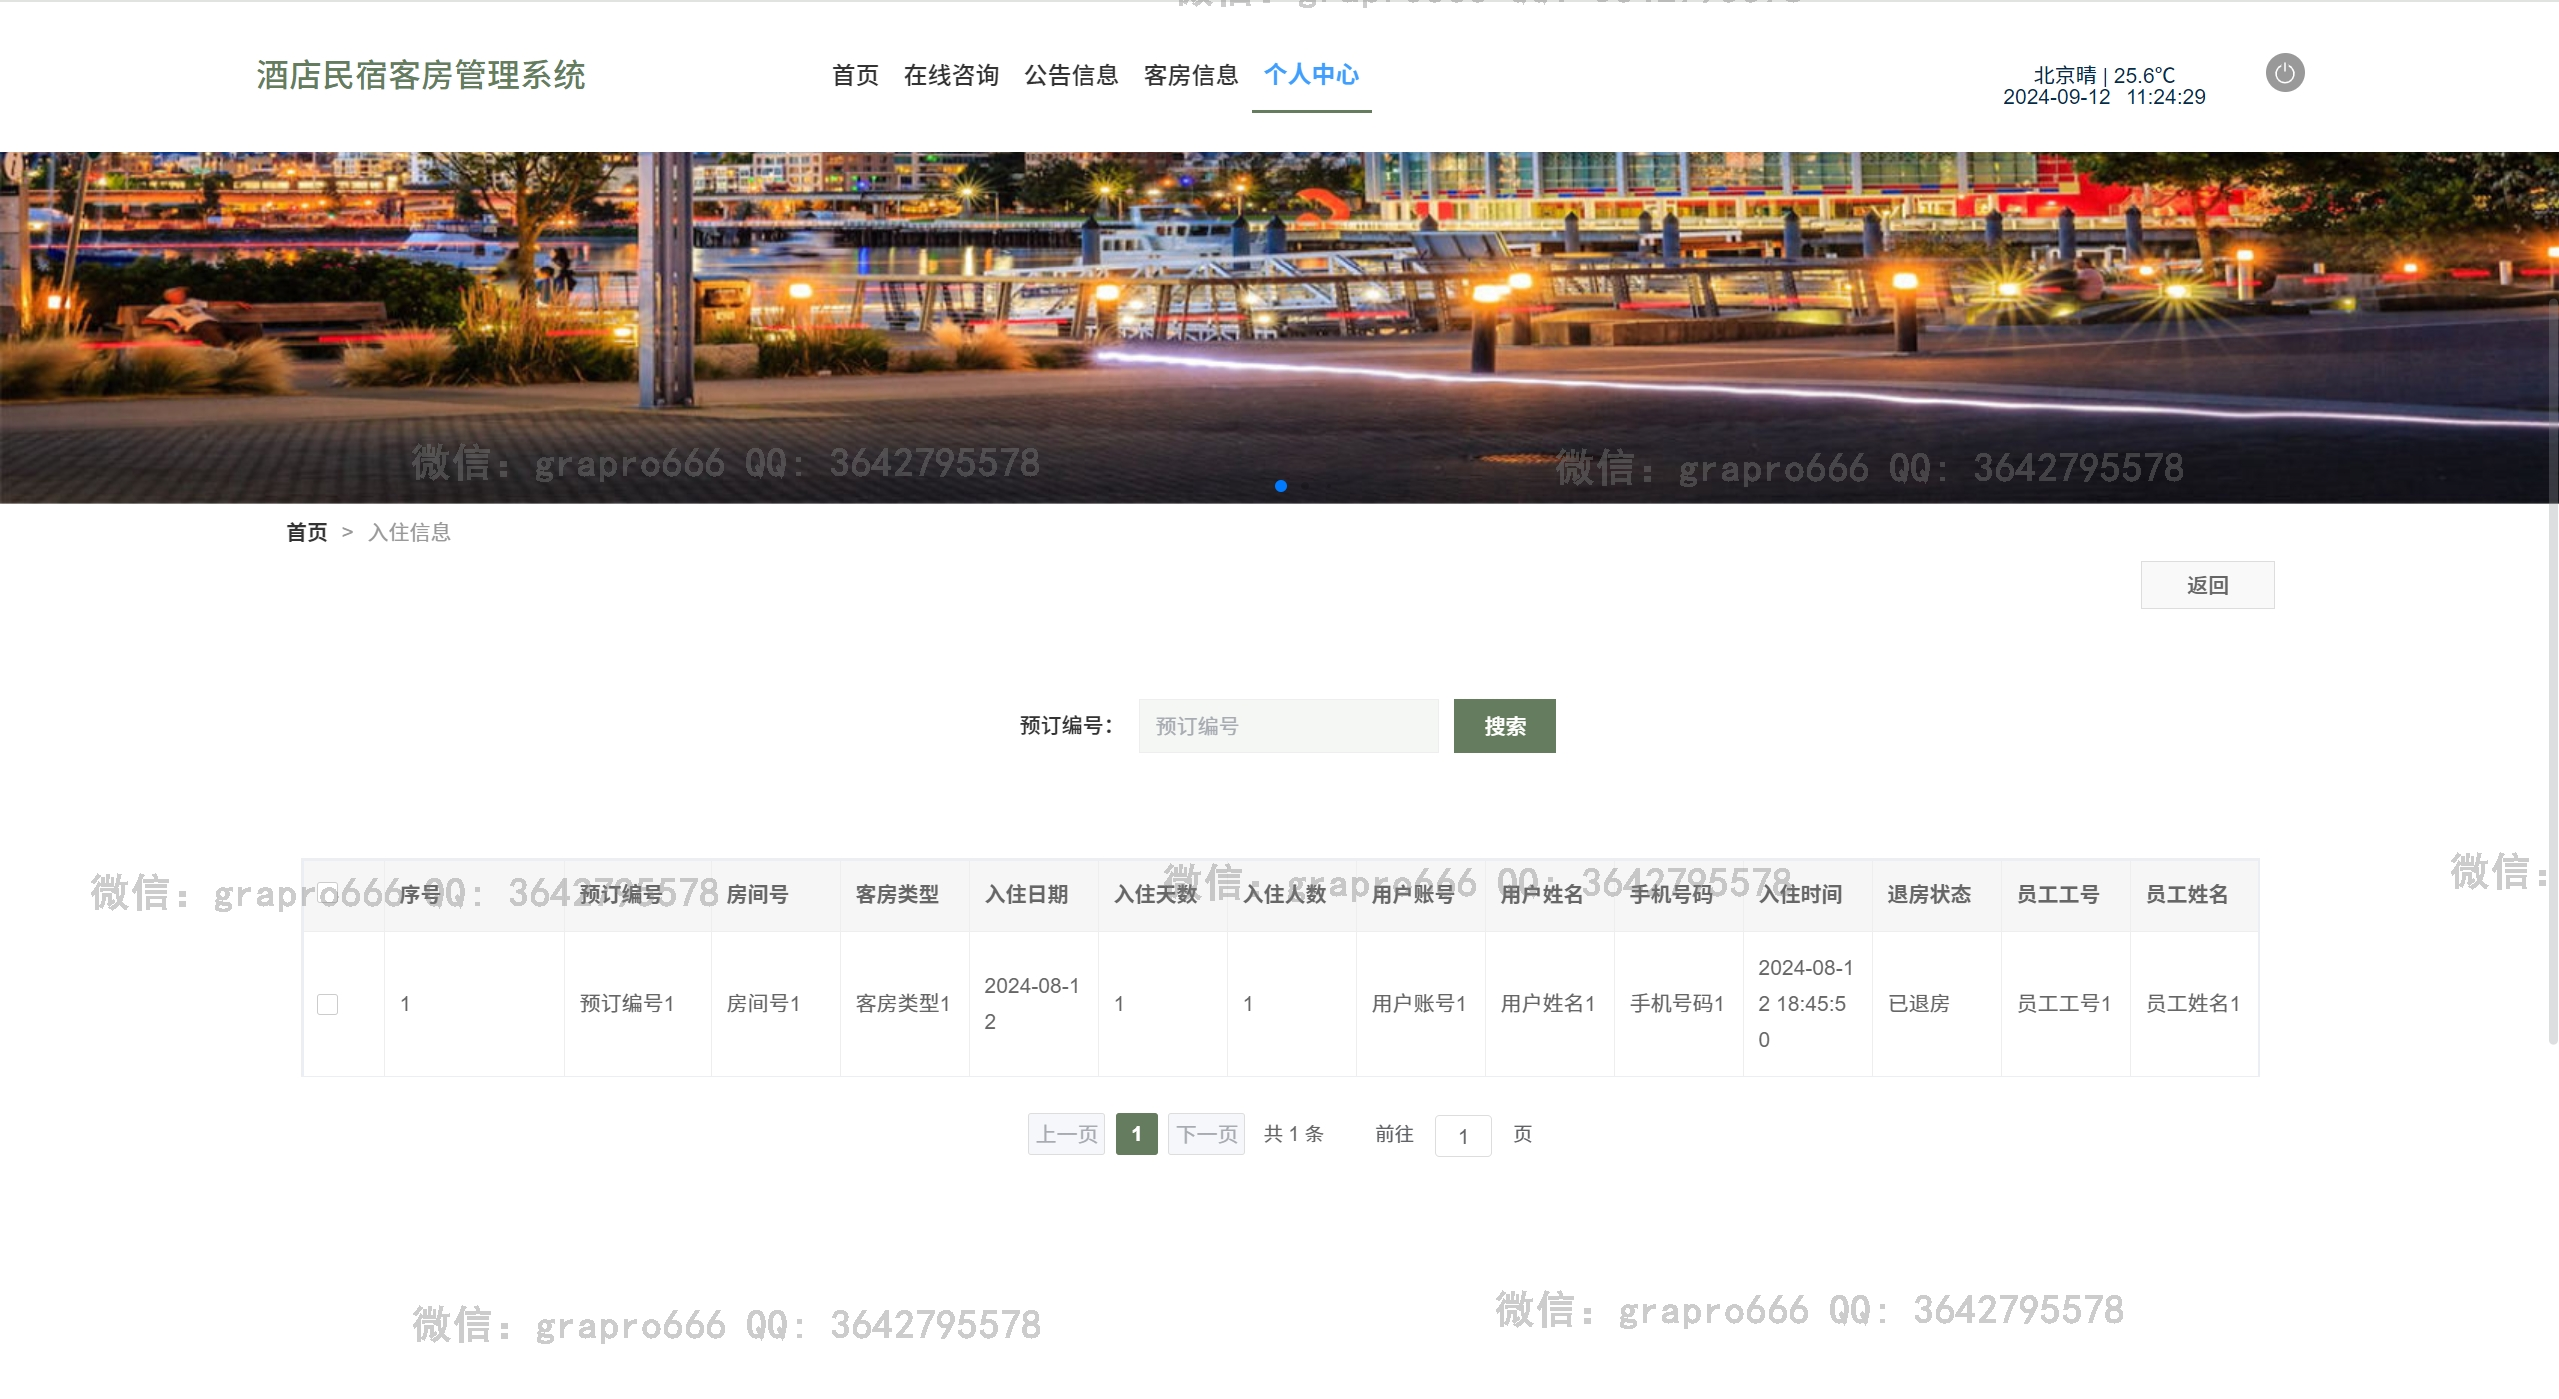 酒店民宿客房管理系统
首页 在线咨询 公告信息 客房信息 个人中心
北京晴 | 25.6℃
2024-09-12 11:24:29
微信：grapro666 QQ：3642795578
微信：grapro666 QQ：3642795578
首页 > 入住信息
返回
预订编号：
预订编号
搜索
微信：grapro666 QQ：3642795578
微信：grapro666 QQ：3642795578
微信：
序号 预订编号 房间号 客房类型 入住日期 入住天数 入住人数 用户账号 用户姓名 手机号码 入住时间 退房状态 员工工号 员工姓名
1 预订编号1 房间号1 客房类型1 2024-08-12 1 1 用户账号1 用户姓名1 手机号码1 2024-08-12 18:45:50 已退房 员工工号1 员工姓名1
上一页 1 下一页 共 1 条 前往 1 页
微信：grapro666 QQ：3642795578
微信：grapro666 QQ：3642795578